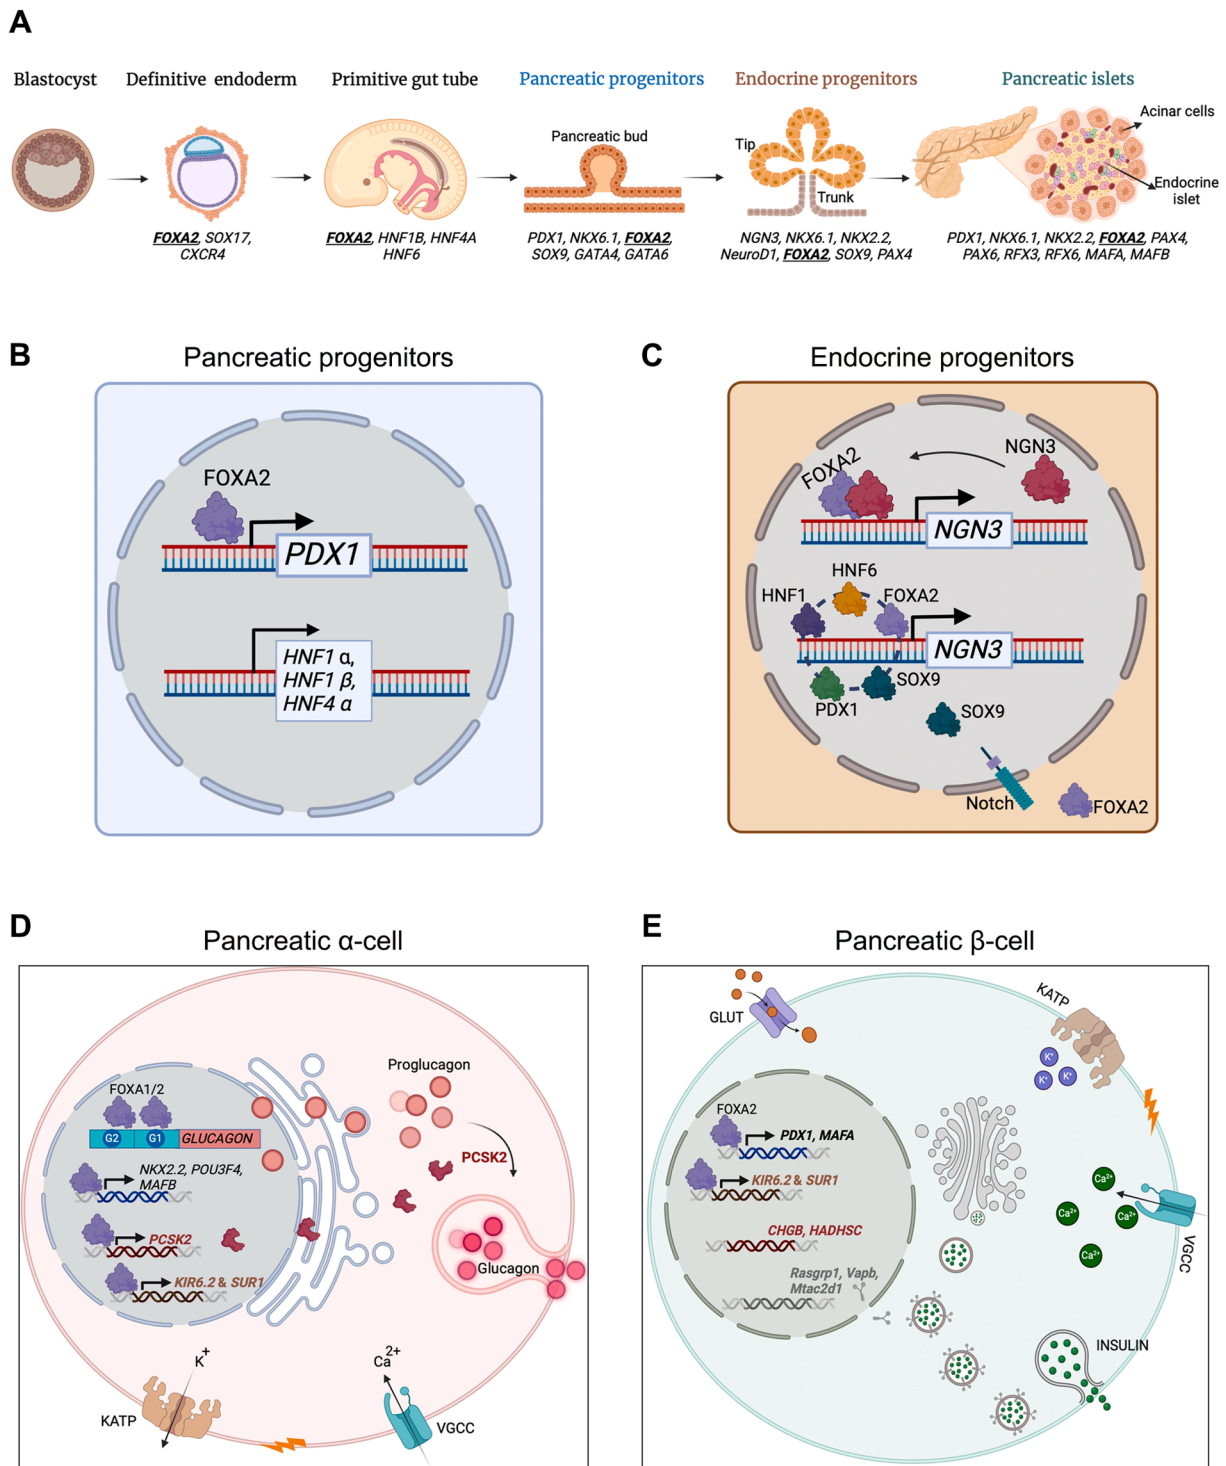 A
Blastocyst
Definitive endoderm
Primitive gut tube
Pancreatic progenitors
Endocrine progenitors
Pancreatic islets
Pancreatic bud
Tip
Trunk
Acinar cells
Endocrine
islet
FOXA2, SOX17,
CXCR4
FOXA2, HNF1B, HNF4A
HNF6
PDX1, NKX6.1, FOXA2,
SOX9, GATA4, GATA6
NGN3, NKX6.1, NKX2.2,
NeuroD1, FOXA2, SOX9, PAX4
PDX1, NKX6.1, NKX2.2, FOXA2, PAX4,
PAX6, RFX3, RFX6, MAFA, MAFB
B
Pancreatic progenitors
FOXA2
PDX1
HNF1 α,
HNF1 β,
HNF4 α
C
Endocrine progenitors
FOXA2
NGN3
NGN3
HNF6
HNF1
FOXA2
NGN3
SOX9
PDX1
SOX9
Notch
FOXA2
D
Pancreatic α-cell
FOXA1/2
G2
G1
GLUCAGON
NKX2.2, POU3F4,
MAFB
PCSK2
KIR6.2 & SUR1
Proglucagon
PCSK2
Glucagon
K+
Ca2+
KATP
VGCC
E
Pancreatic β-cell
GLUT
KATP
K+
K+
K+
FOXA2
PDX1, MAFA
KIR6.2 & SUR1
CHGB, HADHSC
Rasgrp1, Vapb,
Mtac2d1
Ca2+
Ca2+
Ca2+
Ca2+
VGCC
INSULIN